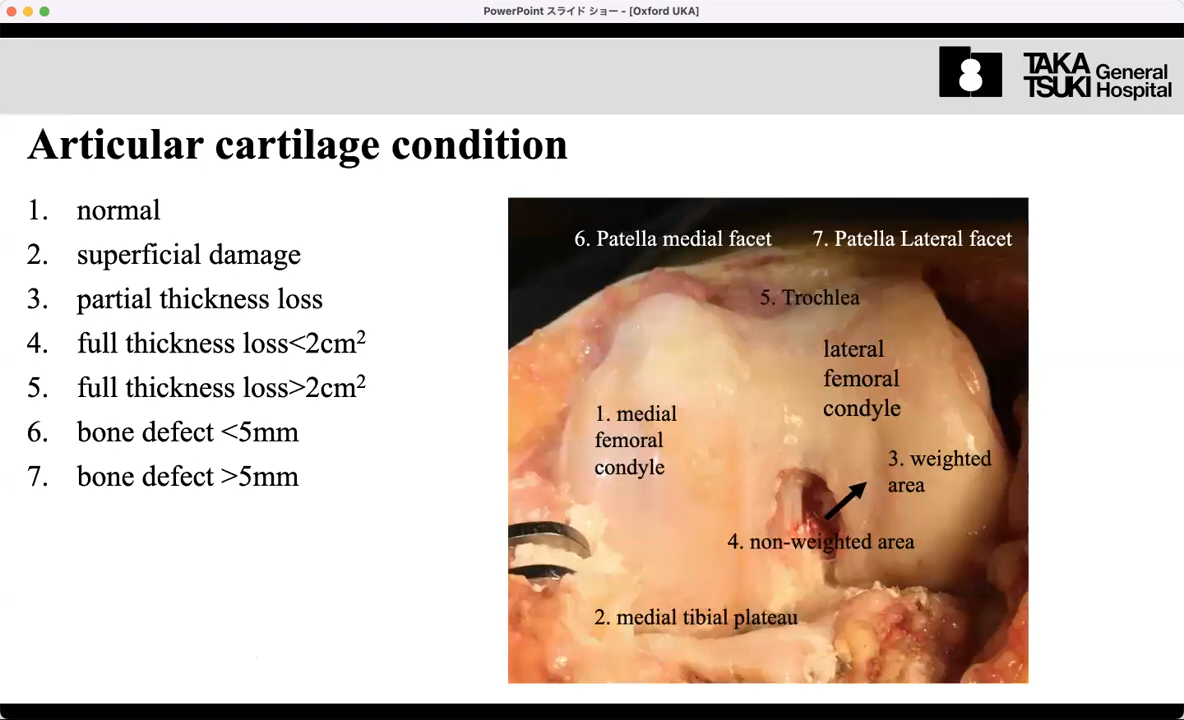 PowerPoint スライド ショー - [Oxford UKA]
TAKA
TSUKI
General
Hospital
Articular cartilage condition
1. normal
2. superficial damage
3. partial thickness loss
4. full thickness loss<2cm²
5. full thickness loss>2cm²
6. bone defect <5mm
7. bone defect >5mm
6. Patella medial facet
7. Patella Lateral facet
5. Trochlea
lateral
femoral
condyle
1. medial
femoral
condyle
3. weighted
area
4. non-weighted area
2. medial tibial plateau